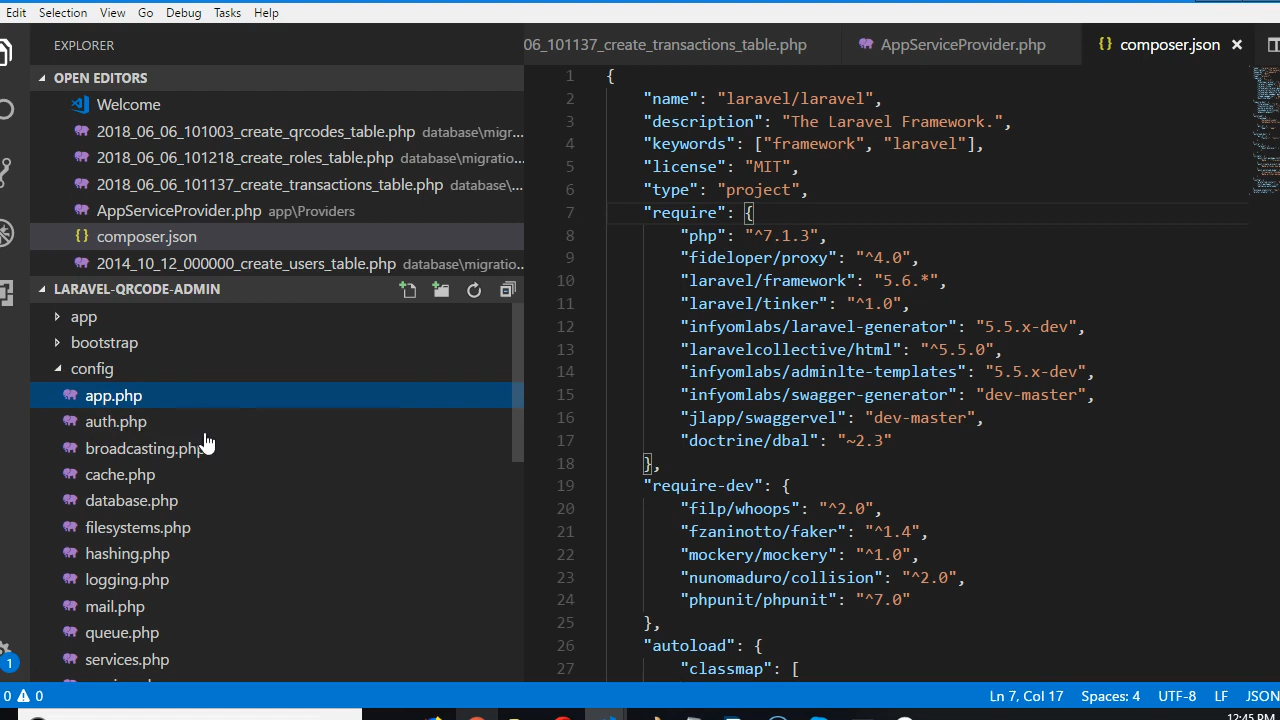 Edit Selection View Go Debug Tasks Help
EXPLORER
OPEN EDITORS
Welcome
2018_06_06_101003_create_qrcodes_table.php database\migr...
2018_06_06_101218_create_roles_table.php database\migratio...
2018_06_06_101137_create_transactions_table.php database\...
AppServiceProvider.php app\Providers
{} composer.json
2014_10_12_000000_create_users_table.php database\migratio...
LARAVEL-QRCODE-ADMIN
app
bootstrap
config
app.php
auth.php
broadcasting.php
cache.php
database.php
filesystems.php
hashing.php
logging.php
mail.php
queue.php
services.php
06_101137_create_transactions_table.php AppServiceProvider.php {} composer.json ×
1 {
2 "name": "laravel/laravel",
3 "description": "The Laravel Framework.",
4 "keywords": ["framework", "laravel"],
5 "license": "MIT",
6 "type": "project",
7 "require": {
8 "php": "^7.1.3",
9 "fideloper/proxy": "^4.0",
10 "laravel/framework": "5.6.*",
11 "laravel/tinker": "^1.0",
12 "infyomlabs/laravel-generator": "5.5.x-dev",
13 "laravelcollective/html": "^5.5.0",
14 "infyomlabs/adminlte-templates": "5.5.x-dev",
15 "infyomlabs/swagger-generator": "dev-master",
16 "jlapp/swaggervel": "dev-master",
17 "doctrine/dbal": "~2.3"
18 },
19 "require-dev": {
20 "filp/whoops": "^2.0",
21 "fzaninotto/faker": "^1.4",
22 "mockery/mockery": "^1.0",
23 "nunomaduro/collision": "^2.0",
24 "phpunit/phpunit": "^7.0"
25 },
26 "autoload": {
27 "classmap": [
1
0 0 Ln 7, Col 17 Spaces: 4 UTF-8 LF JSON
12:45 PM